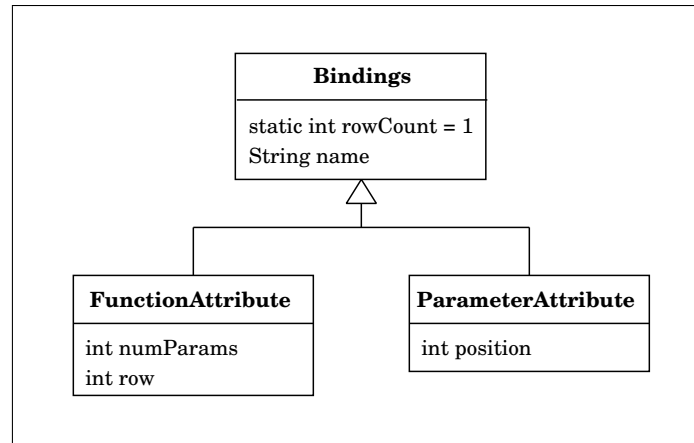 Bindings
static int rowCount = 1
String name
FunctionAttribute
int numParams
int row
ParameterAttribute
int position